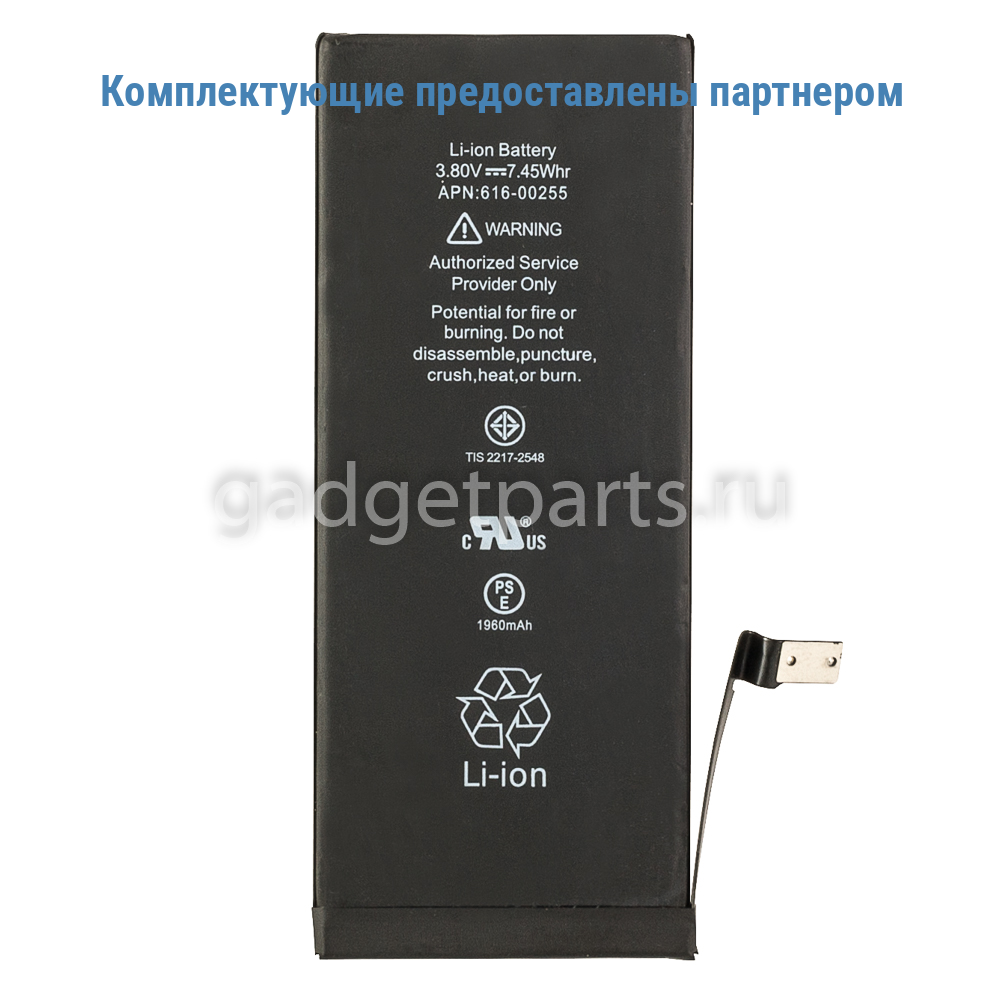 Комплектующие предоставлены партнером
Li-ion Battery
3.80V⎓7.45Whr
APN:616-00255
⚠ WARNING
Authorized Service
Provider Only
Potential for fire or
burning. Do not
disassemble,puncture,
crush,heat,or burn.
TIS 2217-2548
gadgetparts.ru
c RU® US
PS
E
1960mAh
Li-ion